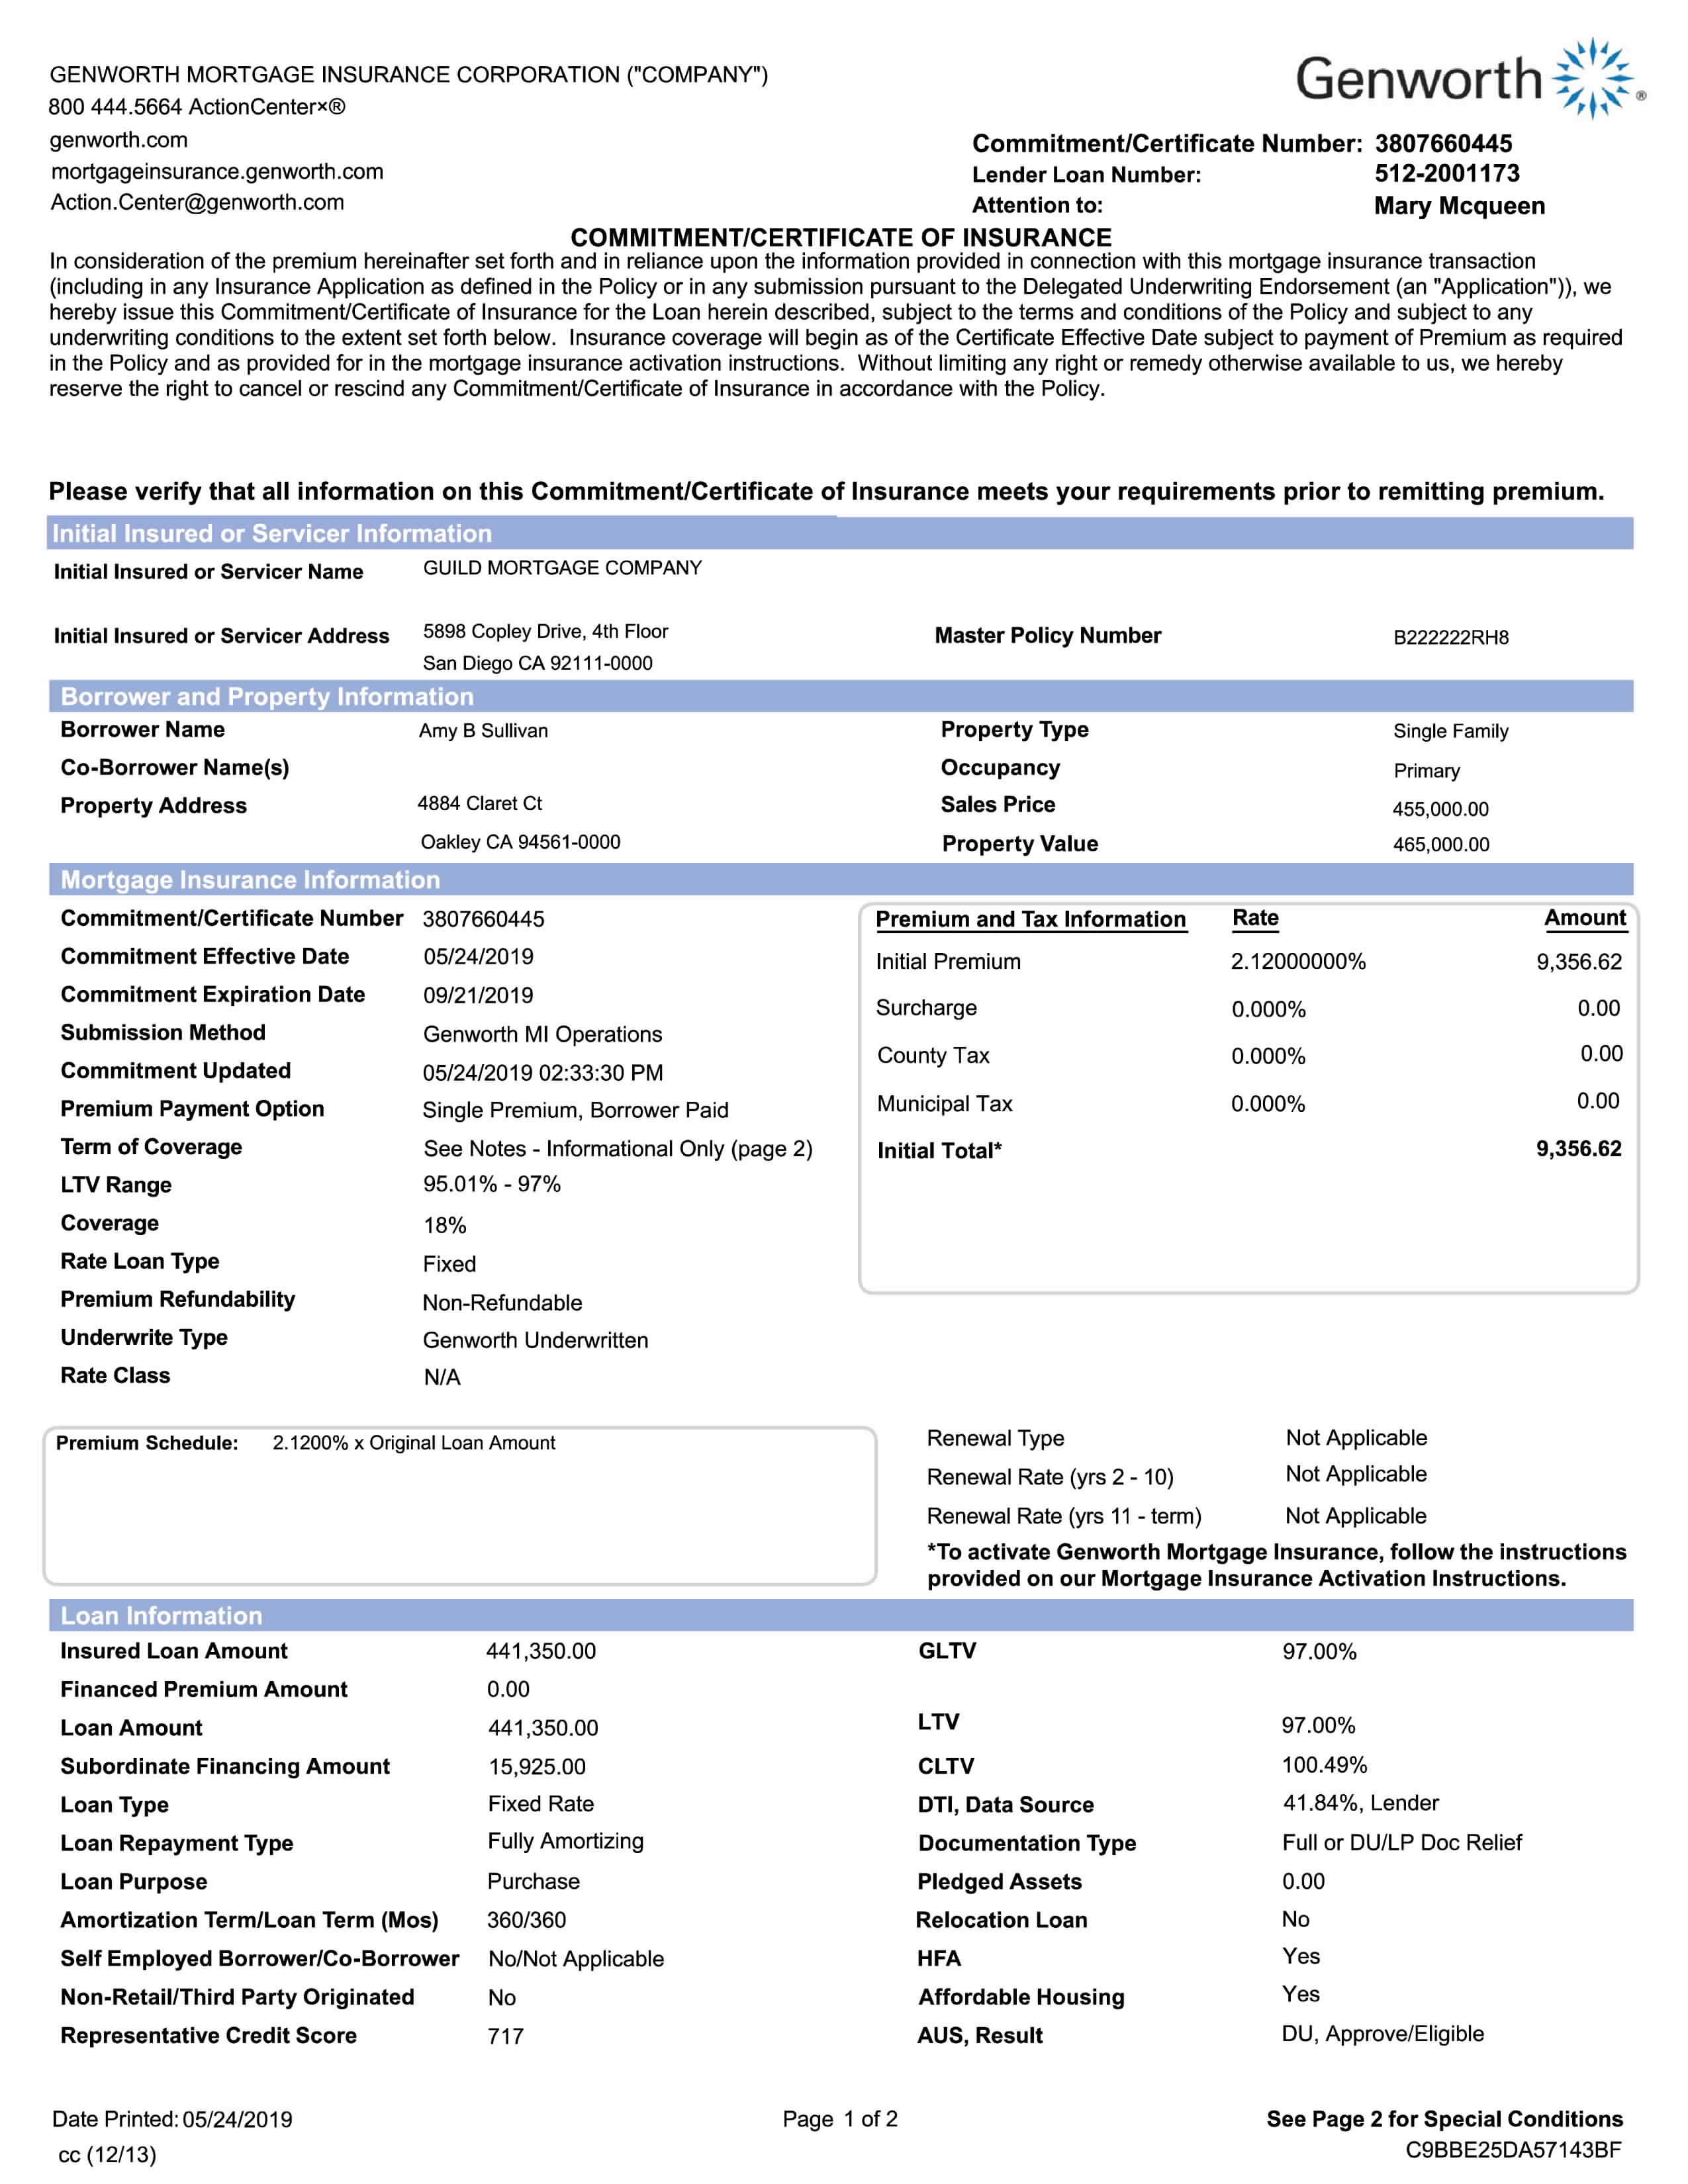 GENWORTH MORTGAGE INSURANCE CORPORATION ("COMPANY")
800 444.5664 ActionCenter×®
genworth.com
mortgageinsurance.genworth.com
Action.Center@genworth.com
Genworth ®
Commitment/Certificate Number: 3807660445
Lender Loan Number: 512-2001173
Attention to: Mary Mcqueen
COMMITMENT/CERTIFICATE OF INSURANCE
In consideration of the premium hereinafter set forth and in reliance upon the information provided in connection with this mortgage insurance transaction
(including in any Insurance Application as defined in the Policy or in any submission pursuant to the Delegated Underwriting Endorsement (an "Application")), we
hereby issue this Commitment/Certificate of Insurance for the Loan herein described, subject to the terms and conditions of the Policy and subject to any
underwriting conditions to the extent set forth below. Insurance coverage will begin as of the Certificate Effective Date subject to payment of Premium as required
in the Policy and as provided for in the mortgage insurance activation instructions. Without limiting any right or remedy otherwise available to us, we hereby
reserve the right to cancel or rescind any Commitment/Certificate of Insurance in accordance with the Policy.
Please verify that all information on this Commitment/Certificate of Insurance meets your requirements prior to remitting premium.
Initial Insured or Servicer Information
Initial Insured or Servicer Name GUILD MORTGAGE COMPANY
Initial Insured or Servicer Address 5898 Copley Drive, 4th Floor Master Policy Number B222222RH8
San Diego CA 92111-0000
Borrower and Property Information
Borrower Name Amy B Sullivan Property Type Single Family
Co-Borrower Name(s) Occupancy Primary
Property Address 4884 Claret Ct Sales Price 455,000.00
Oakley CA 94561-0000 Property Value 465,000.00
Mortgage Insurance Information
Commitment/Certificate Number 3807660445
Commitment Effective Date 05/24/2019
Commitment Expiration Date 09/21/2019
Submission Method Genworth MI Operations
Commitment Updated 05/24/2019 02:33:30 PM
Premium Payment Option Single Premium, Borrower Paid
Term of Coverage See Notes - Informational Only (page 2)
LTV Range 95.01% - 97%
Coverage 18%
Rate Loan Type Fixed
Premium Refundability Non-Refundable
Underwrite Type Genworth Underwritten
Rate Class N/A
Premium and Tax Information Rate Amount
Initial Premium 2.12000000% 9,356.62
Surcharge 0.000% 0.00
County Tax 0.000% 0.00
Municipal Tax 0.000% 0.00
Initial Total* 9,356.62
Premium Schedule: 2.1200% x Original Loan Amount
Renewal Type Not Applicable
Renewal Rate (yrs 2 - 10) Not Applicable
Renewal Rate (yrs 11 - term) Not Applicable
*To activate Genworth Mortgage Insurance, follow the instructions
provided on our Mortgage Insurance Activation Instructions.
Loan Information
Insured Loan Amount 441,350.00 GLTV 97.00%
Financed Premium Amount 0.00
Loan Amount 441,350.00 LTV 97.00%
Subordinate Financing Amount 15,925.00 CLTV 100.49%
Loan Type Fixed Rate DTI, Data Source 41.84%, Lender
Loan Repayment Type Fully Amortizing Documentation Type Full or DU/LP Doc Relief
Loan Purpose Purchase Pledged Assets 0.00
Amortization Term/Loan Term (Mos) 360/360 Relocation Loan No
Self Employed Borrower/Co-Borrower No/Not Applicable HFA Yes
Non-Retail/Third Party Originated No Affordable Housing Yes
Representative Credit Score 717 AUS, Result DU, Approve/Eligible
Date Printed: 05/24/2019 Page 1 of 2 See Page 2 for Special Conditions
cc (12/13) C9BBE25DA57143BF